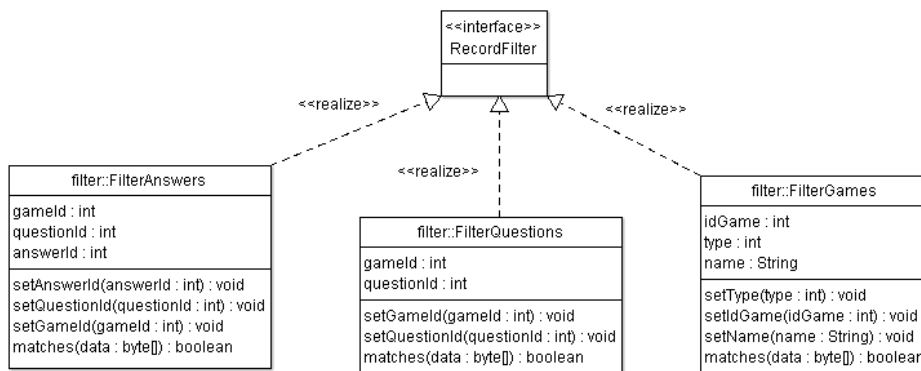 <<interface>>
RecordFilter
<<realize>>
<<realize>>
<<realize>>
filter::FilterAnswers
gameId : int
questionId : int
answerId : int
setAnswerId(answerId : int) : void
setQuestionId(questionId : int) : void
setGameId(gameId : int) : void
matches(data : byte[]) : boolean
filter::FilterQuestions
gameId : int
questionId : int
setGameId(gameId : int) : void
setQuestionId(questionId : int) : void
matches(data : byte[]) : boolean
filter::FilterGames
idGame : int
type : int
name : String
setType(type : int) : void
setIdGame(idGame : int) : void
setName(name : String) : void
matches(data : byte[]) : boolean